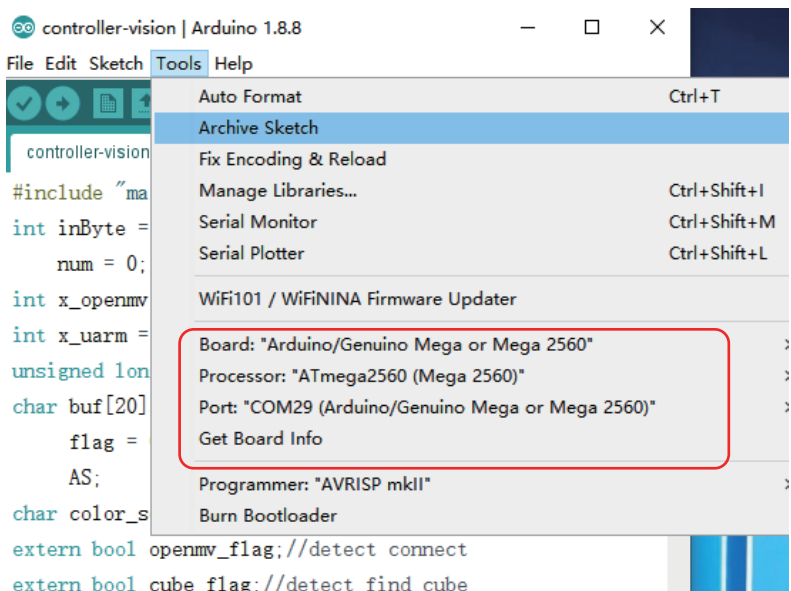 controller-vision | Arduino 1.8.8
File Edit Sketch Tools Help
Auto Format Ctrl+T
Archive Sketch
controller-vision
Fix Encoding & Reload
#include "ma
Manage Libraries... Ctrl+Shift+I
int inByte =
Serial Monitor Ctrl+Shift+M
num = 0;
Serial Plotter Ctrl+Shift+L
int x_openmv
WiFi101 / WiFiNINA Firmware Updater
int x_uarm =
Board: "Arduino/Genuino Mega or Mega 2560"
unsigned lon
Processor: "ATmega2560 (Mega 2560)"
char buf[20]
Port: "COM29 (Arduino/Genuino Mega or Mega 2560)"
flag =
Get Board Info
AS;
Programmer: "AVRISP mkII"
char color_s
Burn Bootloader
extern bool openmv_flag;//detect connect
extern bool cube flag;//detect find cube